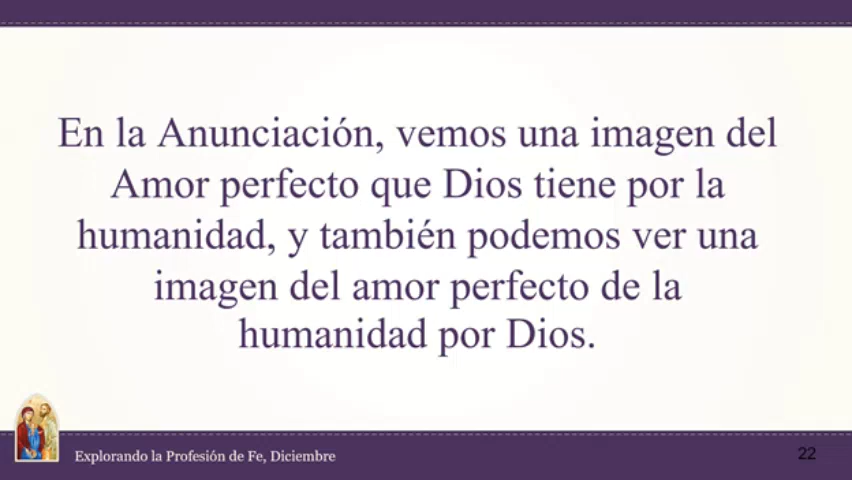 En la Anunciación, vemos una imagen del
Amor perfecto que Dios tiene por la
humanidad, y también podemos ver una
imagen del amor perfecto de la
humanidad por Dios.
Explorando la Profesión de Fe, Diciembre
22